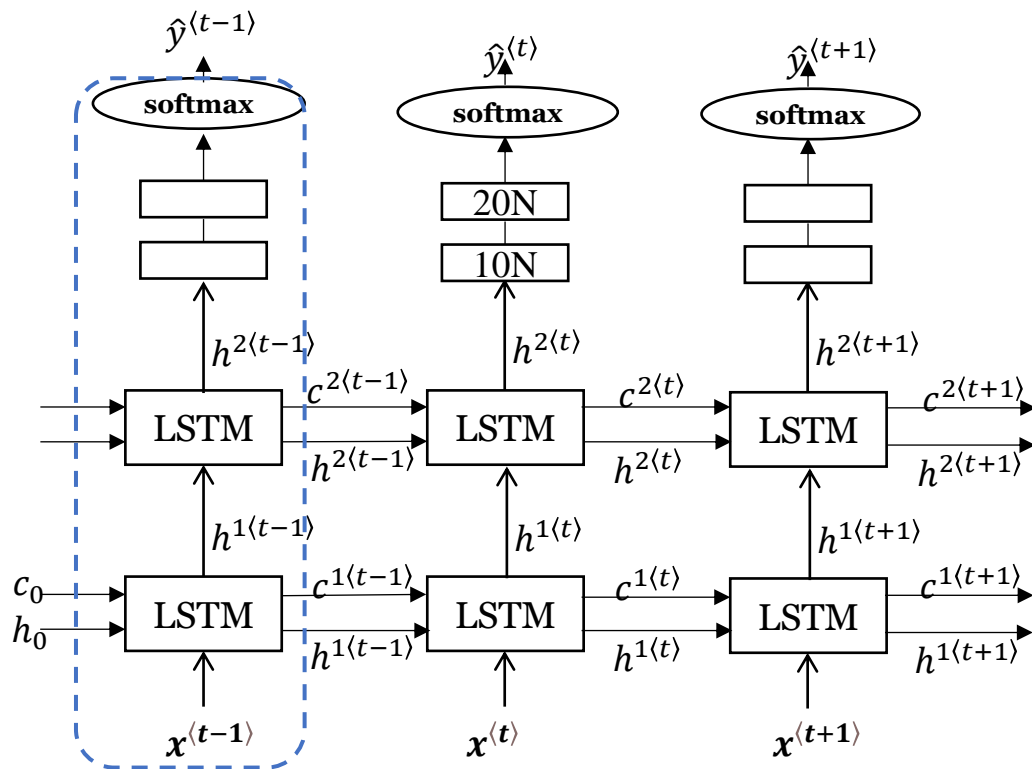 ŷ⟨t−1⟩ ŷ⟨t⟩ ŷ⟨t+1⟩
softmax softmax softmax
20N
10N
h2⟨t−1⟩ h2⟨t⟩ h2⟨t+1⟩
c2⟨t−1⟩ c2⟨t⟩ c2⟨t+1⟩
LSTM LSTM LSTM
h2⟨t−1⟩ h2⟨t⟩ h2⟨t+1⟩
h1⟨t−1⟩ h1⟨t⟩ h1⟨t+1⟩
c0 c1⟨t−1⟩ c1⟨t⟩ c1⟨t+1⟩
LSTM LSTM LSTM
h0 h1⟨t−1⟩ h1⟨t⟩ h1⟨t+1⟩
x⟨t−1⟩ x⟨t⟩ x⟨t+1⟩